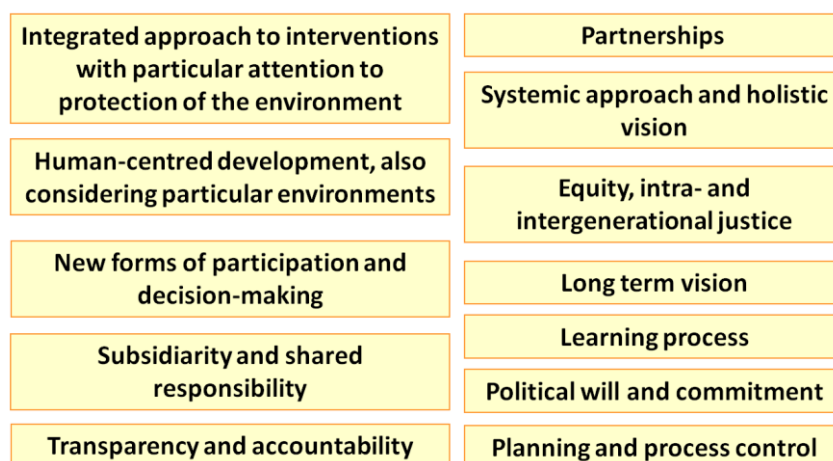 Integrated approach to interventions
with particular attention to
protection of the environment
Human-centred development, also
considering particular environments
New forms of participation and
decision-making
Subsidiarity and shared
responsibility
Transparency and accountability
Partnerships
Systemic approach and holistic
vision
Equity, intra- and
intergenerational justice
Long term vision
Learning process
Political will and commitment
Planning and process control